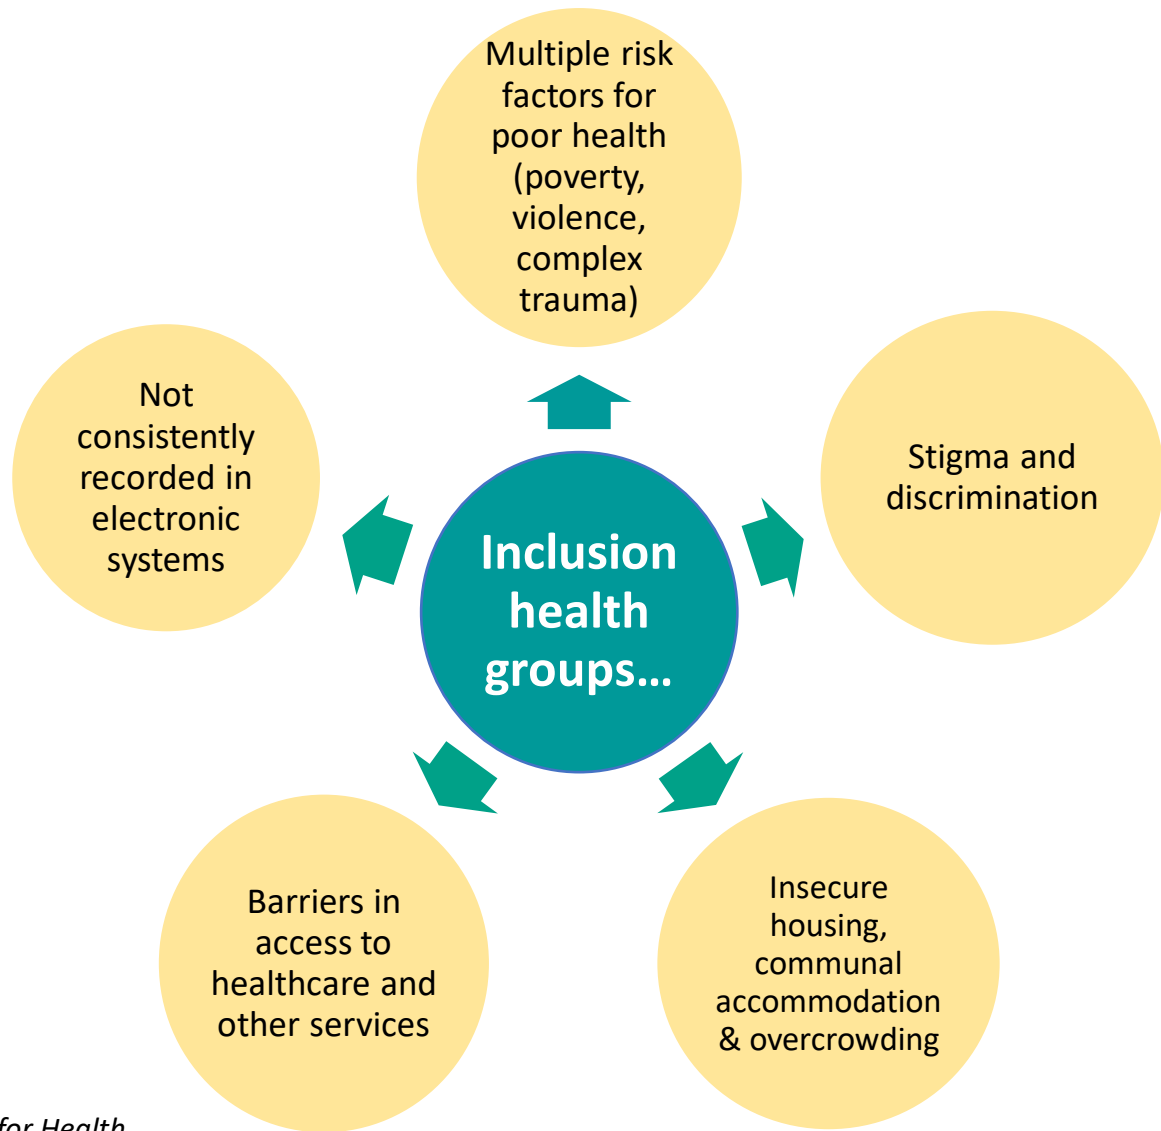 Multiple risk
factors for
poor health
(poverty,
violence,
complex
trauma)
Stigma and
discrimination
Insecure
housing,
communal
accommodation
& overcrowding
Barriers in
access to
healthcare and
other services
Not
consistently
recorded in
electronic
systems
Inclusion
health
groups…
for Health